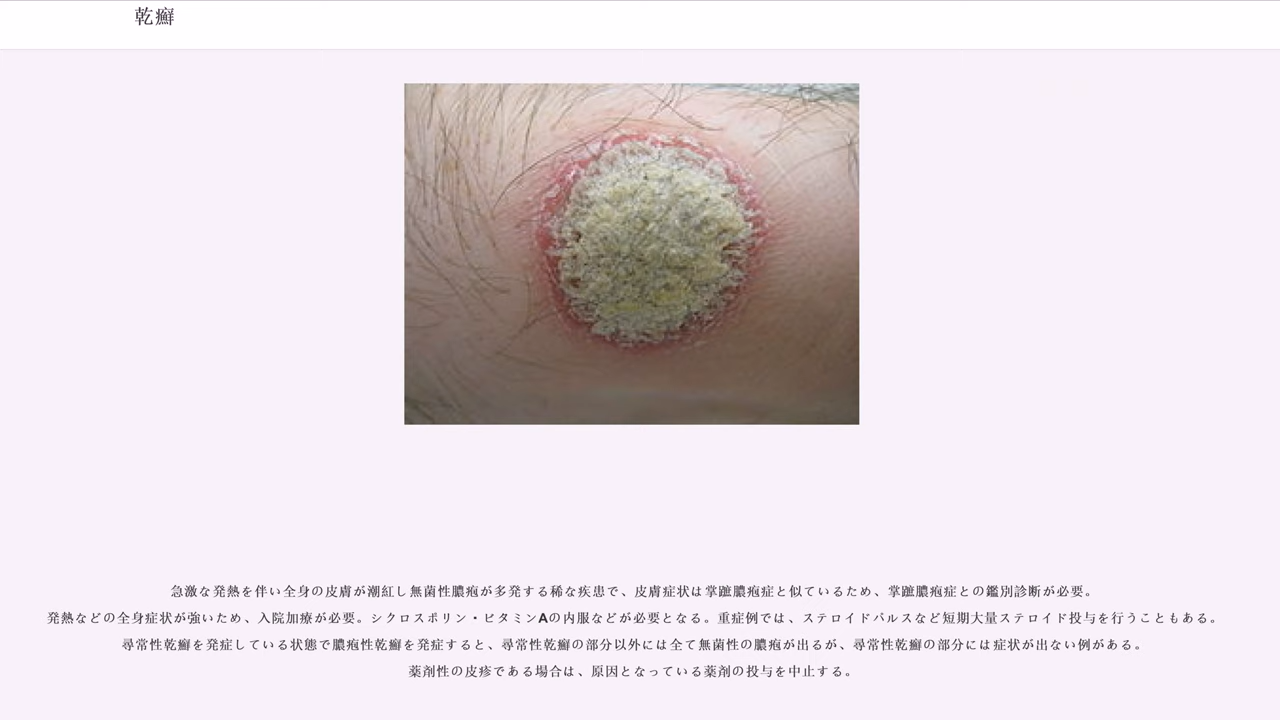 乾癬
急激な発熱を伴い全身の皮膚が潮紅し無菌性膿疱が多発する稀な疾患で、皮膚症状は掌蹠膿疱症と似ているため、掌蹠膿疱症との鑑別診断が必要。
発熱などの全身症状が強いため、入院加療が必要。シクロスポリン・ビタミンAの内服などが必要となる。重症例では、ステロイドパルスなど短期大量ステロイド投与を行うこともある。
尋常性乾癬を発症している状態で膿疱性乾癬を発症すると、尋常性乾癬の部分以外には全て無菌性の膿疱が出るが、尋常性乾癬の部分には症状が出ない例がある。
薬剤性の皮疹である場合は、原因となっている薬剤の投与を中止する。